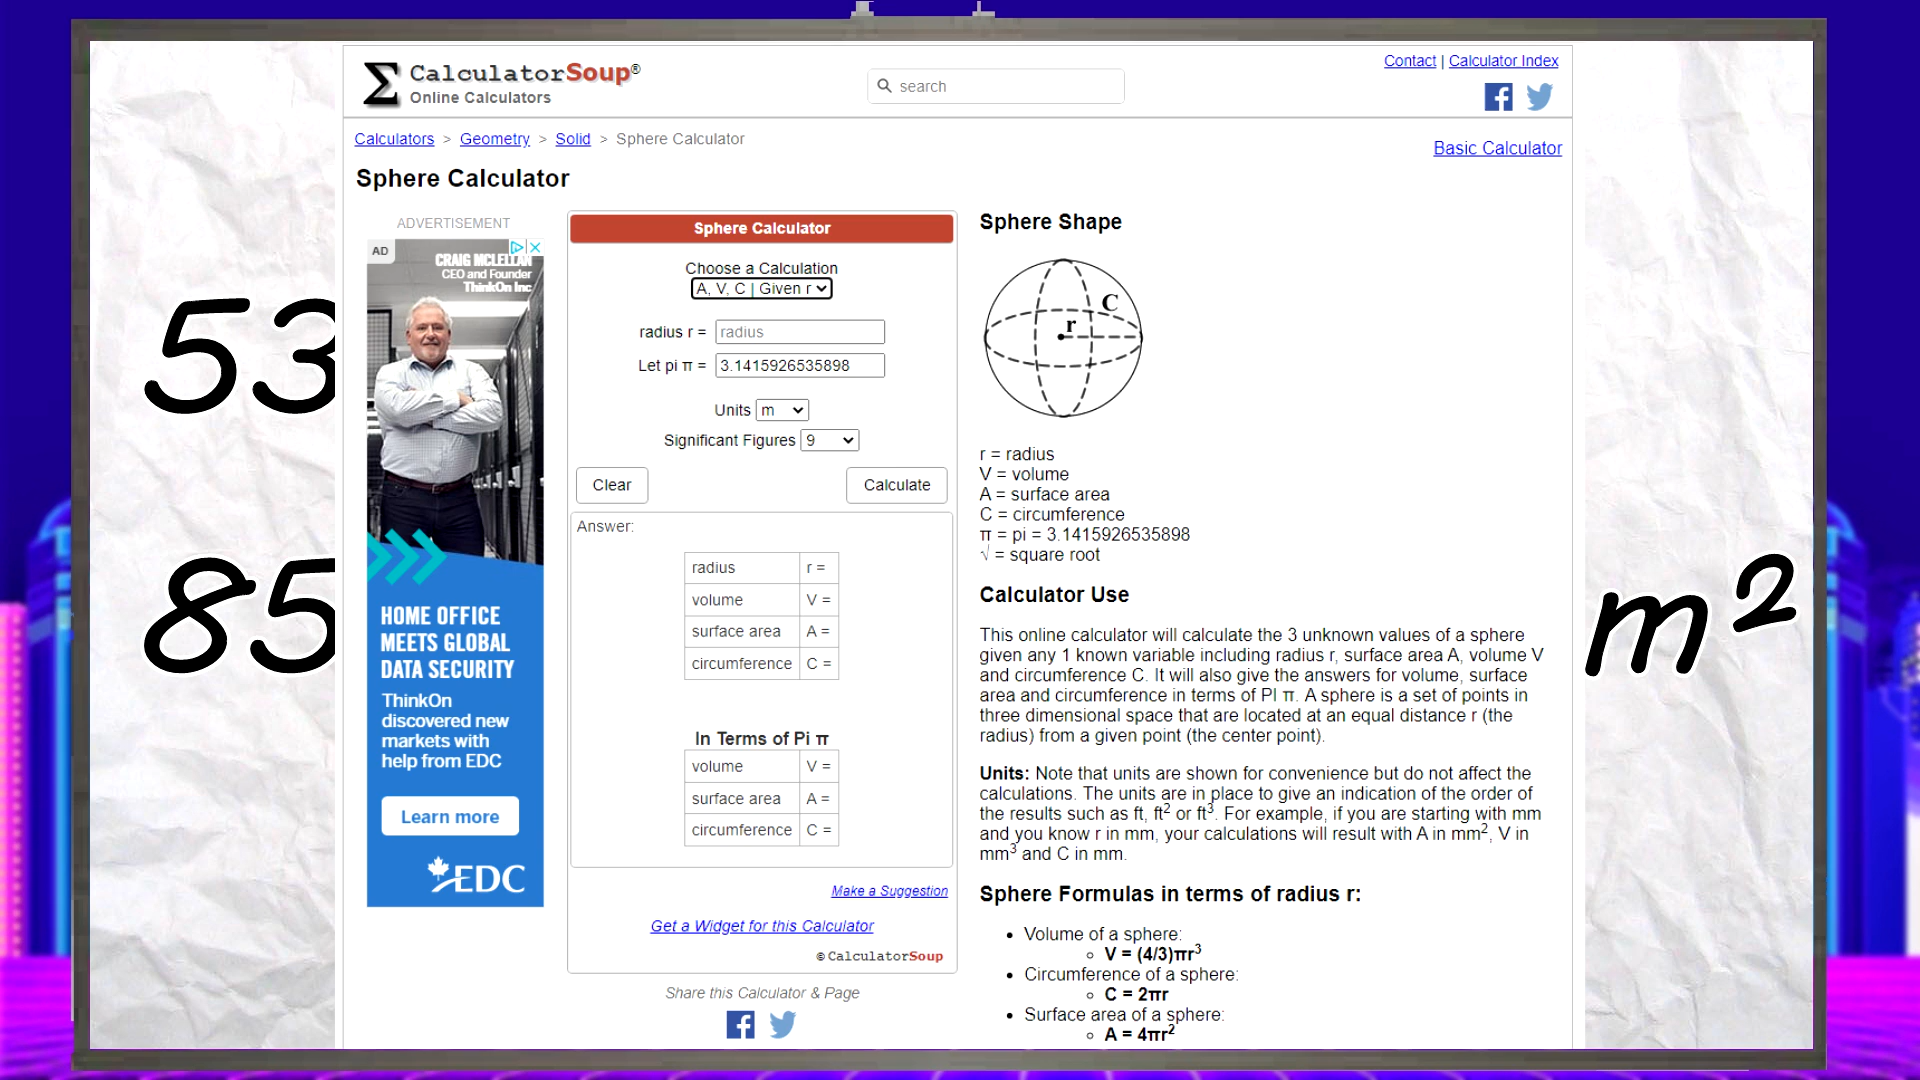 CalculatorSoup®
Online Calculators
search
Contact | Calculator Index
Calculators > Geometry > Solid > Sphere Calculator
Basic Calculator
Sphere Calculator
ADVERTISEMENT
AD
CRAIG MCLELLAN
CEO and Founder
ThinkOn Inc
HOME OFFICE
MEETS GLOBAL
DATA SECURITY
ThinkOn
discovered new
markets with
help from EDC
Learn more
EDC
53
85
m²
Sphere Calculator
Choose a Calculation
A, V, C | Given r
radius r = radius
Let pi π = 3.1415926535898
Units m
Significant Figures 9
Clear
Calculate
Answer:
radius r =
volume V =
surface area A =
circumference C =
In Terms of Pi π
volume V =
surface area A =
circumference C =
Make a Suggestion
Get a Widget for this Calculator
© CalculatorSoup
Share this Calculator & Page
Sphere Shape
C
r
r = radius
V = volume
A = surface area
C = circumference
π = pi = 3.1415926535898
√ = square root
Calculator Use
This online calculator will calculate the 3 unknown values of a sphere
given any 1 known variable including radius r, surface area A, volume V
and circumference C. It will also give the answers for volume, surface
area and circumference in terms of PI π. A sphere is a set of points in
three dimensional space that are located at an equal distance r (the
radius) from a given point (the center point).
Units: Note that units are shown for convenience but do not affect the
calculations. The units are in place to give an indication of the order of
the results such as ft, ft² or ft³. For example, if you are starting with mm
and you know r in mm, your calculations will result with A in mm², V in
mm³ and C in mm.
Sphere Formulas in terms of radius r:
• Volume of a sphere:
◦ V = (4/3)πr³
• Circumference of a sphere:
◦ C = 2πr
• Surface area of a sphere:
◦ A = 4πr²